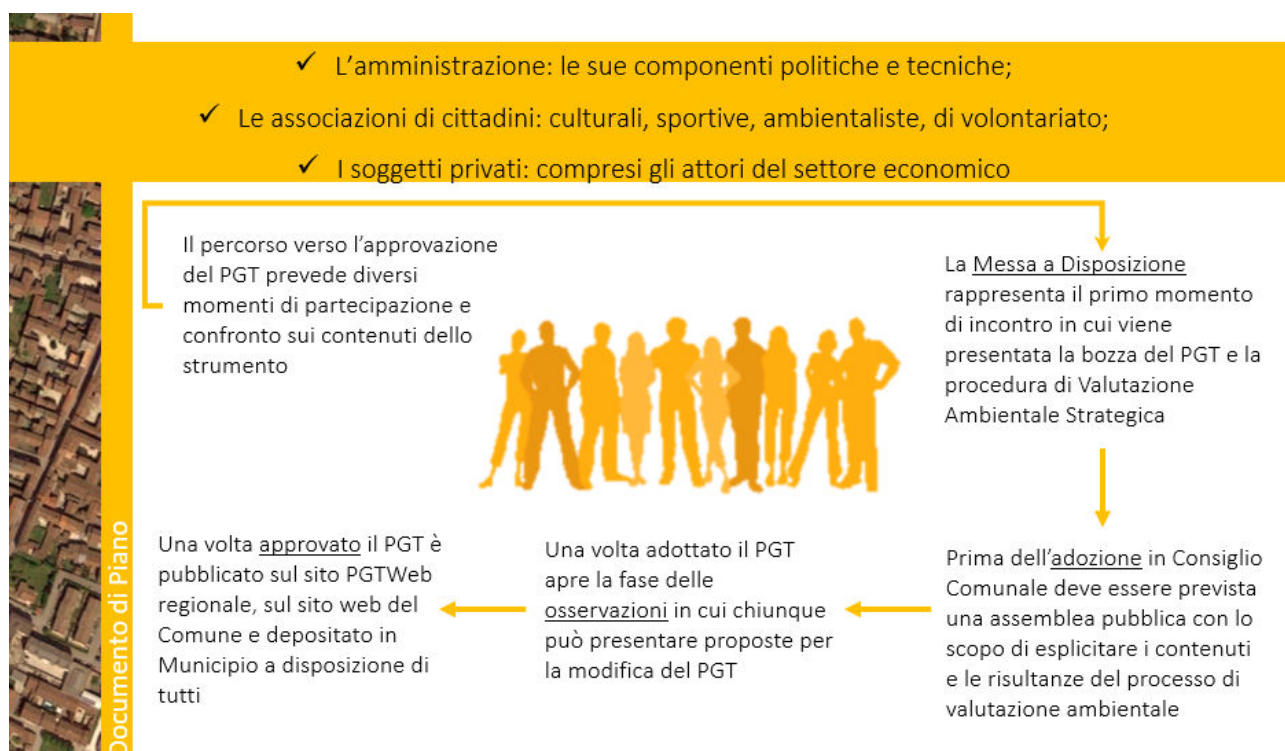 ✓ L'amministrazione: le sue componenti politiche e tecniche;
✓ Le associazioni di cittadini: culturali, sportive, ambientaliste, di volontariato;
✓ I soggetti privati: compresi gli attori del settore economico
Il percorso verso l'approvazione
del PGT prevede diversi
momenti di partecipazione e
confronto sui contenuti dello
strumento
La Messa a Disposizione
rappresenta il primo momento
di incontro in cui viene
presentata la bozza del PGT e la
procedura di Valutazione
Ambientale Strategica
Prima dell'adozione in Consiglio
Comunale deve essere prevista
una assemblea pubblica con lo
scopo di esplicitare i contenuti
e le risultanze del processo di
valutazione ambientale
Una volta adottato il PGT
apre la fase delle
osservazioni in cui chiunque
può presentare proposte per
la modifica del PGT
Una volta approvato il PGT è
pubblicato sul sito PGTWeb
regionale, sul sito web del
Comune e depositato in
Municipio a disposizione di
tutti
Documento di Piano